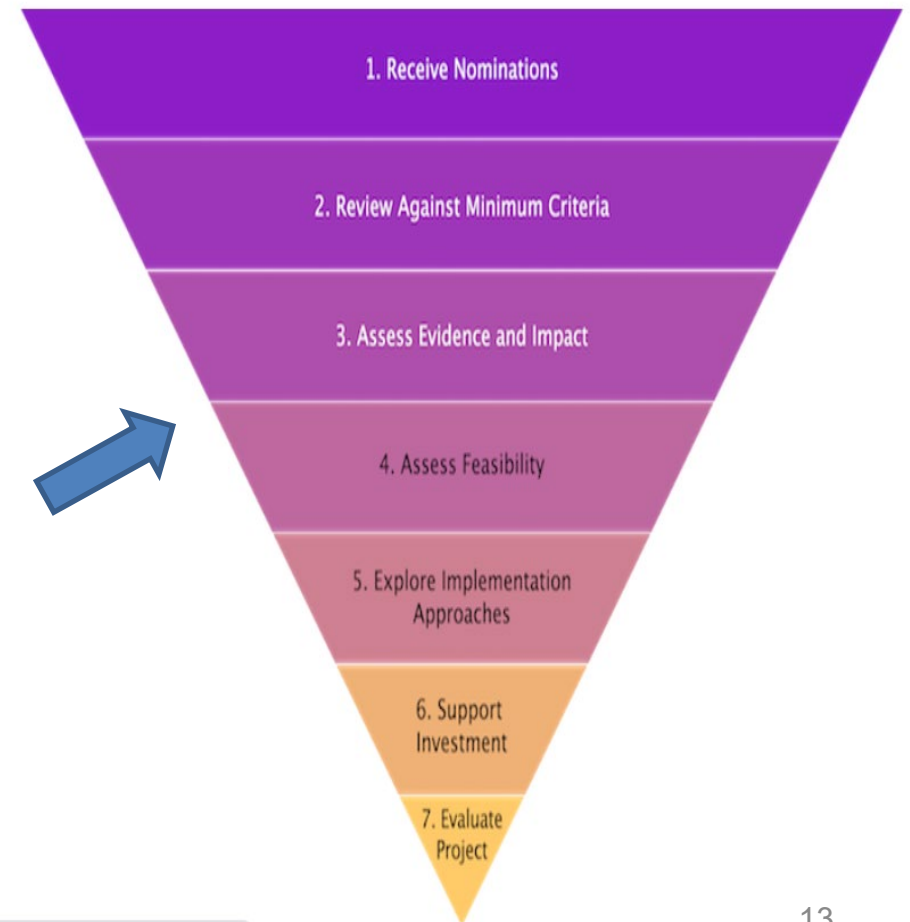 1. Receive Nominations
2. Review Against Minimum Criteria
3. Assess Evidence and Impact
4. Assess Feasibility
5. Explore Implementation
Approaches
6. Support
Investment
7. Evaluate
Project
13